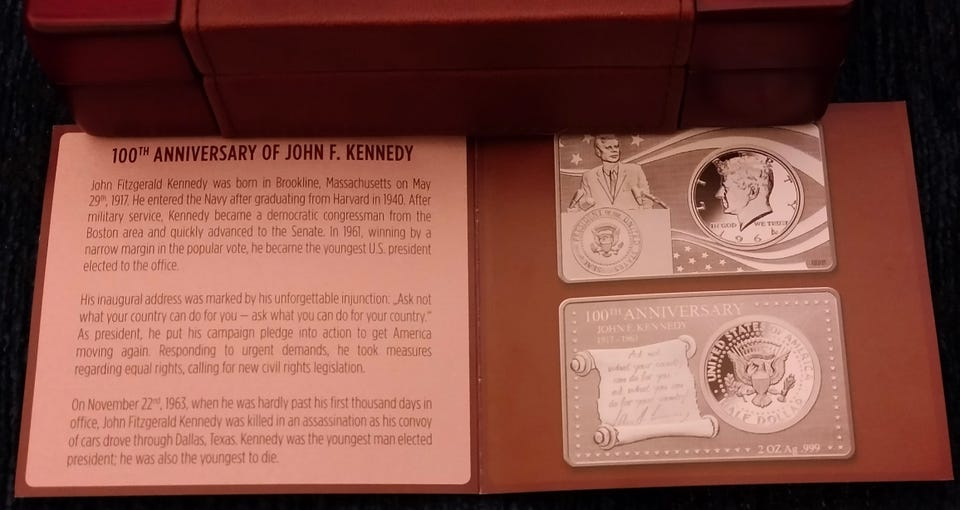 100TH ANNIVERSARY OF JOHN F. KENNEDY
John Fitzgerald Kennedy was born in Brookline, Massachusetts on May
29th, 1917. He entered the Navy after graduating from Harvard in 1940. After
military service, Kennedy became a democratic congressman from the
Boston area and quickly advanced to the Senate. In 1961, winning by a
narrow margin in the popular vote, he became the youngest U.S. president
elected to the office.
His inaugural address was marked by his unforgettable injunction: „Ask not
what your country can do for you – ask what you can do for your country."
As president, he put his campaign pledge into action to get America
moving again. Responding to urgent demands, he took measures
regarding equal rights, calling for new civil rights legislation.
On November 22nd, 1963, when he was hardly past his first thousand days in
office, John Fitzgerald Kennedy was killed in an assassination as his convoy
of cars drove through Dallas, Texas. Kennedy was the youngest man elected
president; he was also the youngest to die.
IN GOD WE TRUST
196
PRESIDENT OF THE UNITED STATES
100TH ANNIVERSARY
JOHN F. KENNEDY
1917 - 1963
Ask not
what your country
can do for you
ask what you can
do for your country
UNITED STATES OF AMERICA
HALF DOLLAR
2 OZ Ag .999